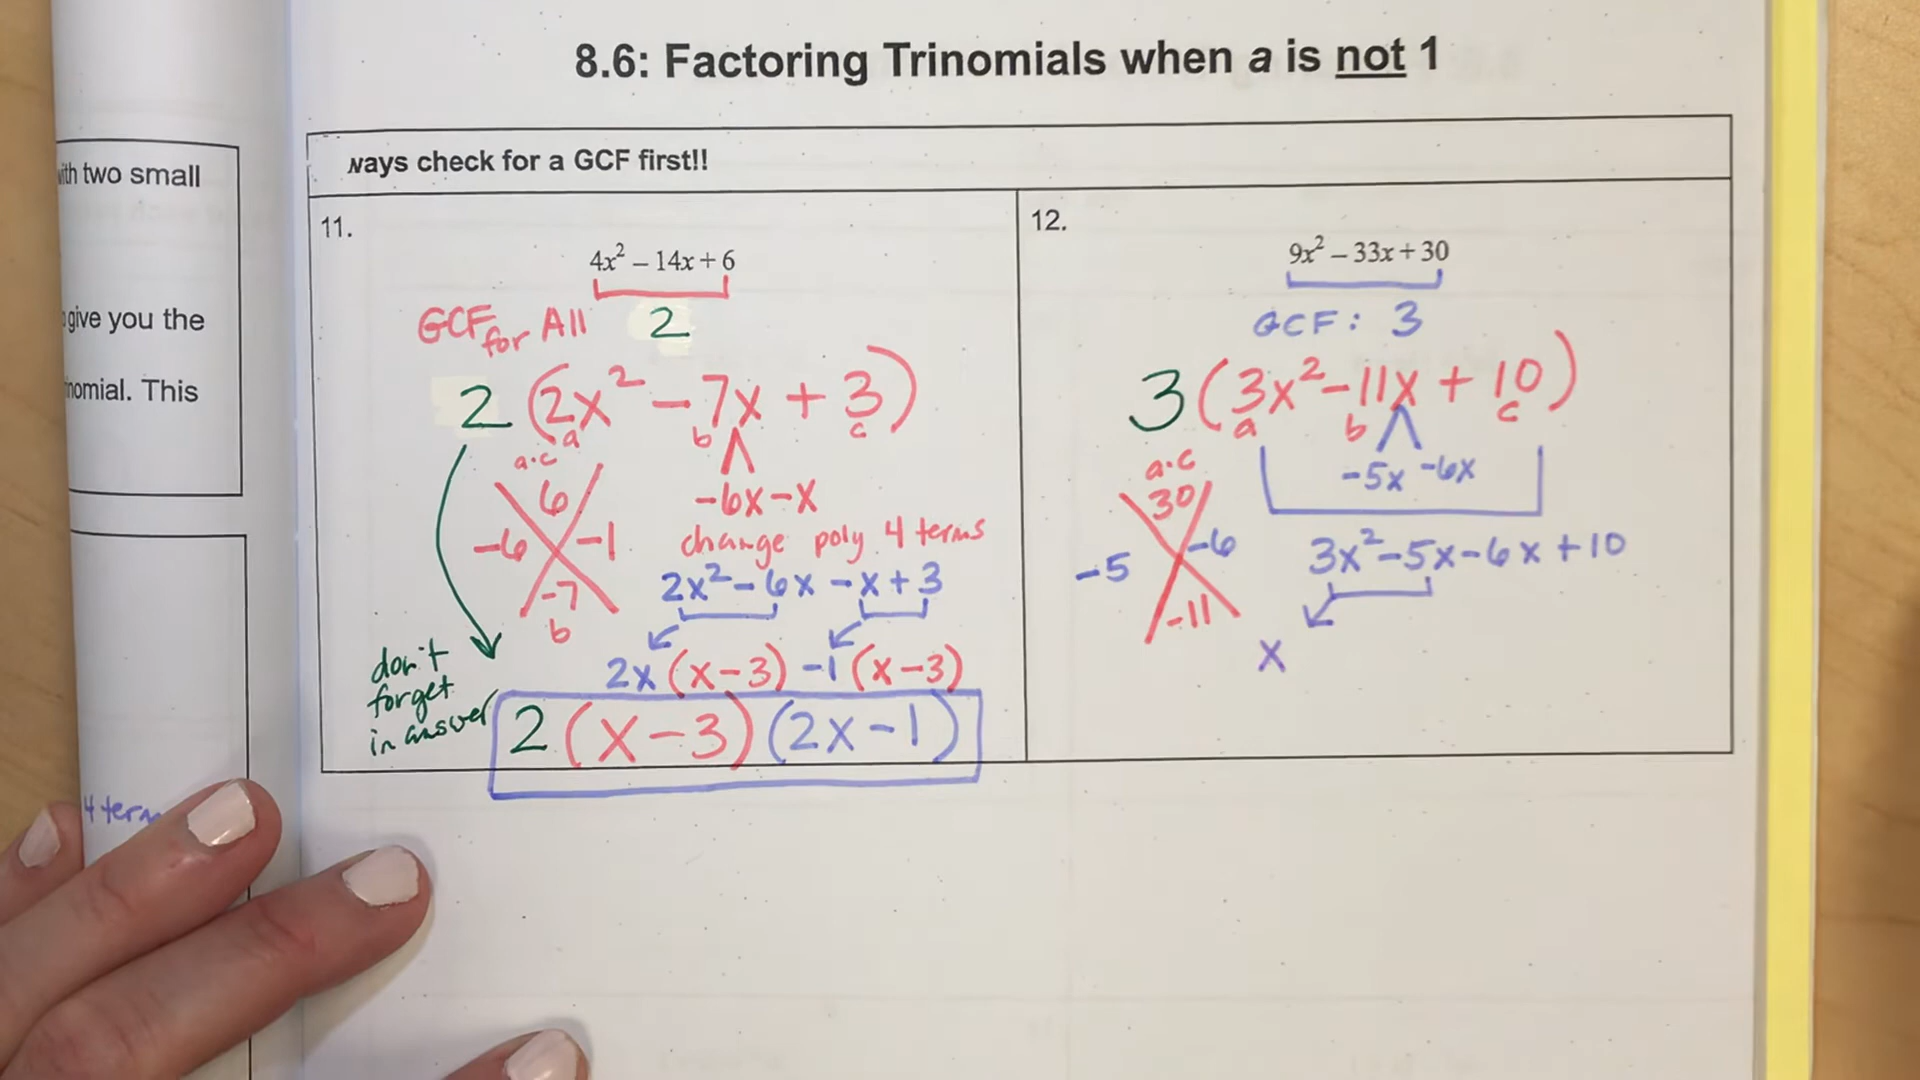 8.6: Factoring Trinomials when a is not 1
ways check for a GCF first!!
with two small
give you the
nomial. This
4 term
11.
4x² – 14x + 6
GCF for All 2
2 (2x² – 7x + 3)
a b c
a·c
6
-6 -1
-7
b
-6x - x
change poly 4 terms
2x² - 6x - x + 3
2x (x - 3) -1 (x - 3)
don't
forget
in answer
2 (x - 3) (2x - 1)
12.
9x² – 33x + 30
GCF: 3
3 (3x² - 11x + 10)
a b c
a·c
30
-5 -6
-11
-5x -6x
3x² - 5x - 6x + 10
x